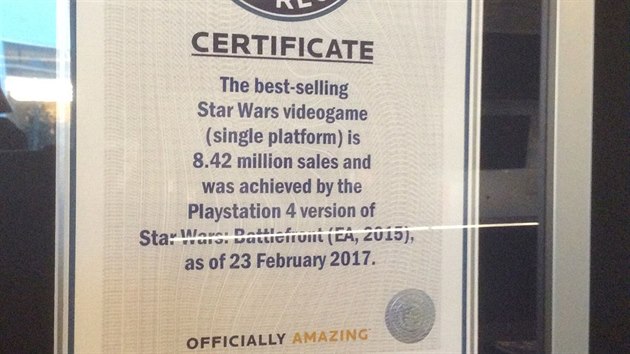 CERTIFICATE
The best-selling
Star Wars videogame
(single platform) is
8.42 million sales and
was achieved by the
Playstation 4 version of
Star Wars: Battlefront (EA, 2015),
as of 23 February 2017.
OFFICIALLY AMAZING